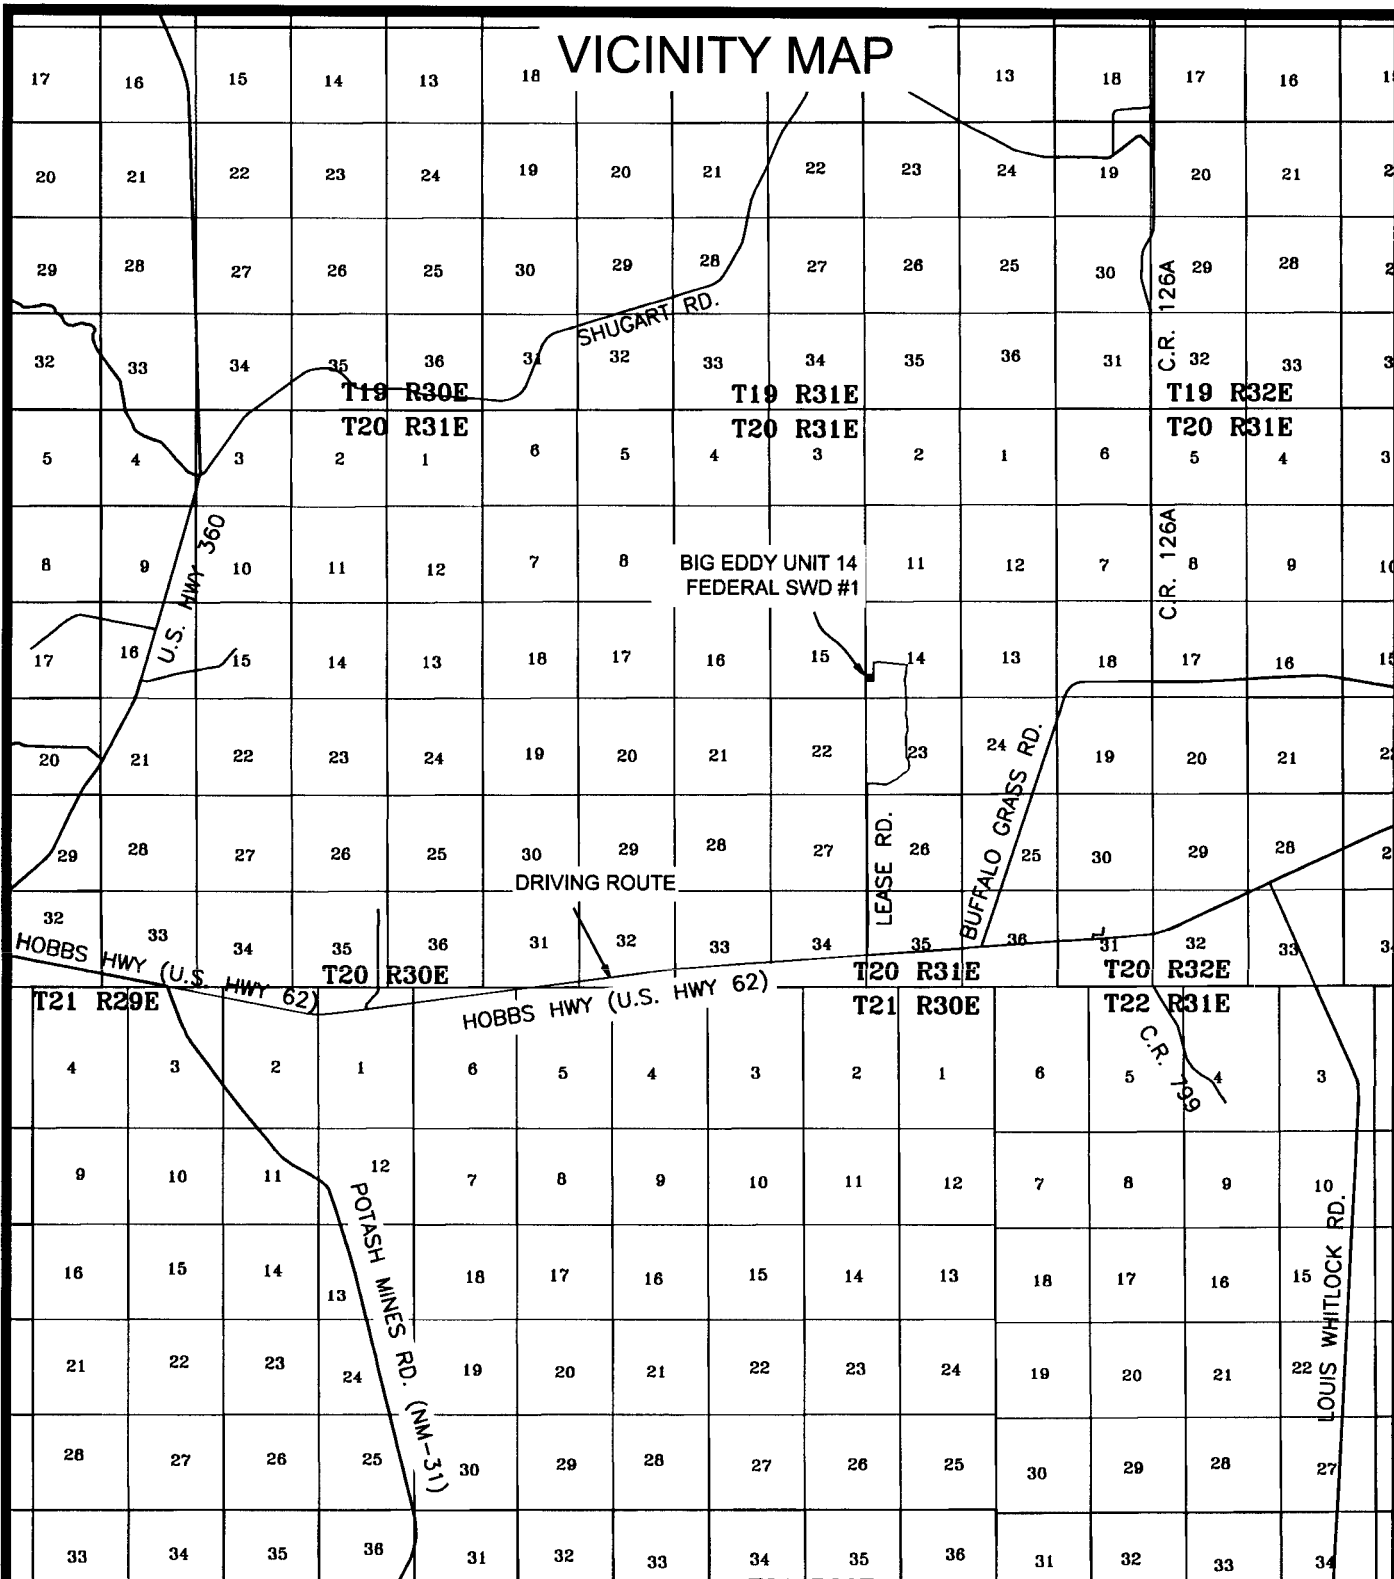 VICINITY MAP
17 16 15 14 13 18 13 18 17 16
20 21 22 23 24 19 20 21 22 23 24 19 20 21
29 28 27 26 25 30 29 28 27 26 25 30 29 28
C.R. 126A
SHUGART RD.
32 33 34 35 36 31 32 33 34 35 36 31 32 33
T19 R30E T19 R31E T19 R32E
T20 R31E T20 R31E T20 R31E
5 4 3 2 1 6 5 4 3 2 1 6 5 4 3
U.S. HWY 360
C.R. 126A
BIG EDDY UNIT 14
FEDERAL SWD #1
8 9 10 11 12 7 8 11 12 7 8 9 10
17 16 15 14 13 18 17 16 15 14 13 18 17 16 15
20 21 22 23 24 19 20 21 22 23 24 19 20 21
BUFFALO GRASS RD.
LEASE RD.
29 28 27 26 25 30 29 28 27 26 25 30 29 28
DRIVING ROUTE
32 33 34 35 36 31 32 33 34 35 36 31 32 33
HOBBS HWY (U.S. HWY 62)
T20 R30E T20 R31E T20 R32E
HOBBS HWY (U.S. HWY 62)
T21 R29E T21 R30E T22 R31E
C.R. 799
4 3 2 1 6 5 4 3 2 1 6 5 4 3
9 10 11 12 7 8 9 10 11 12 7 8 9 10
POTASH MINES RD. (NM-31)
LOUIS WHITLOCK RD.
16 15 14 13 18 17 16 15 14 13 18 17 16 15
21 22 23 24 19 20 21 22 23 24 19 20 21 22
28 27 26 25 30 29 28 27 26 25 30 29 28 27
33 34 35 36 31 32 33 34 35 36 31 32 33 34